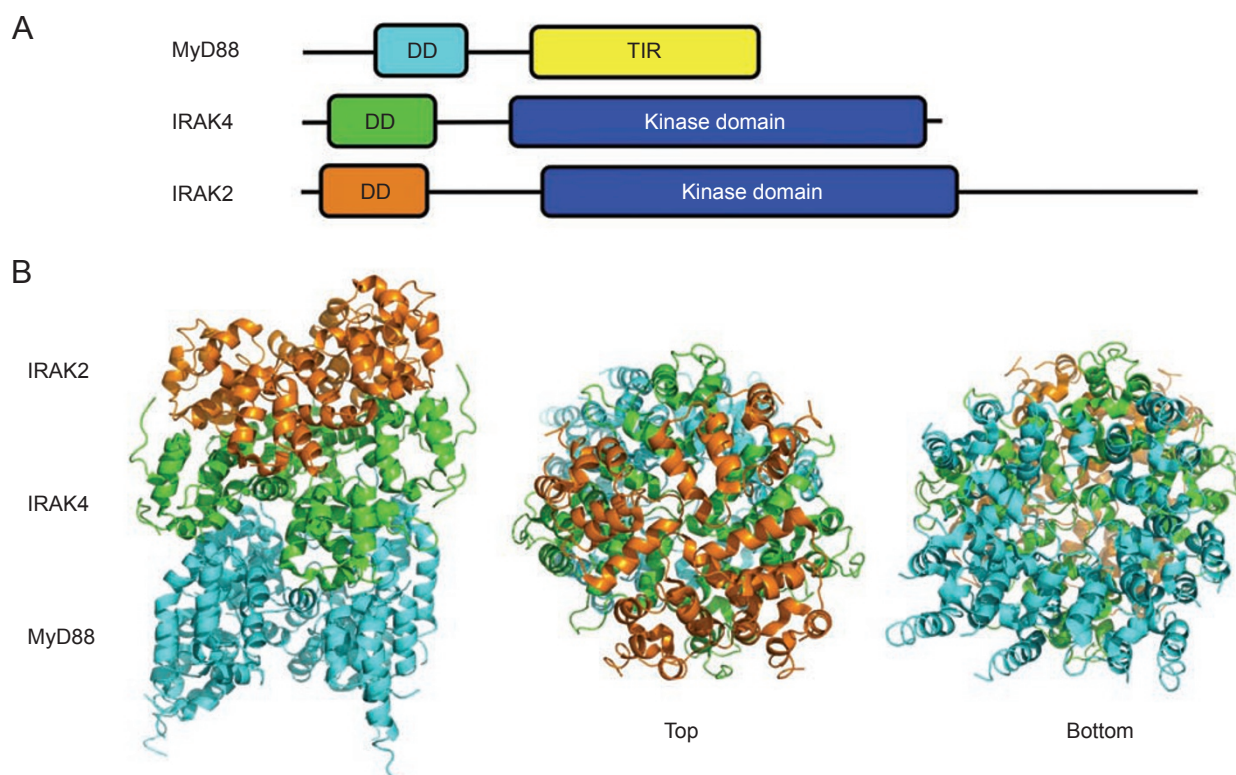 A
MyD88 DD TIR
IRAK4 DD Kinase domain
IRAK2 DD Kinase domain
B
IRAK2
IRAK4
MyD88
Top Bottom